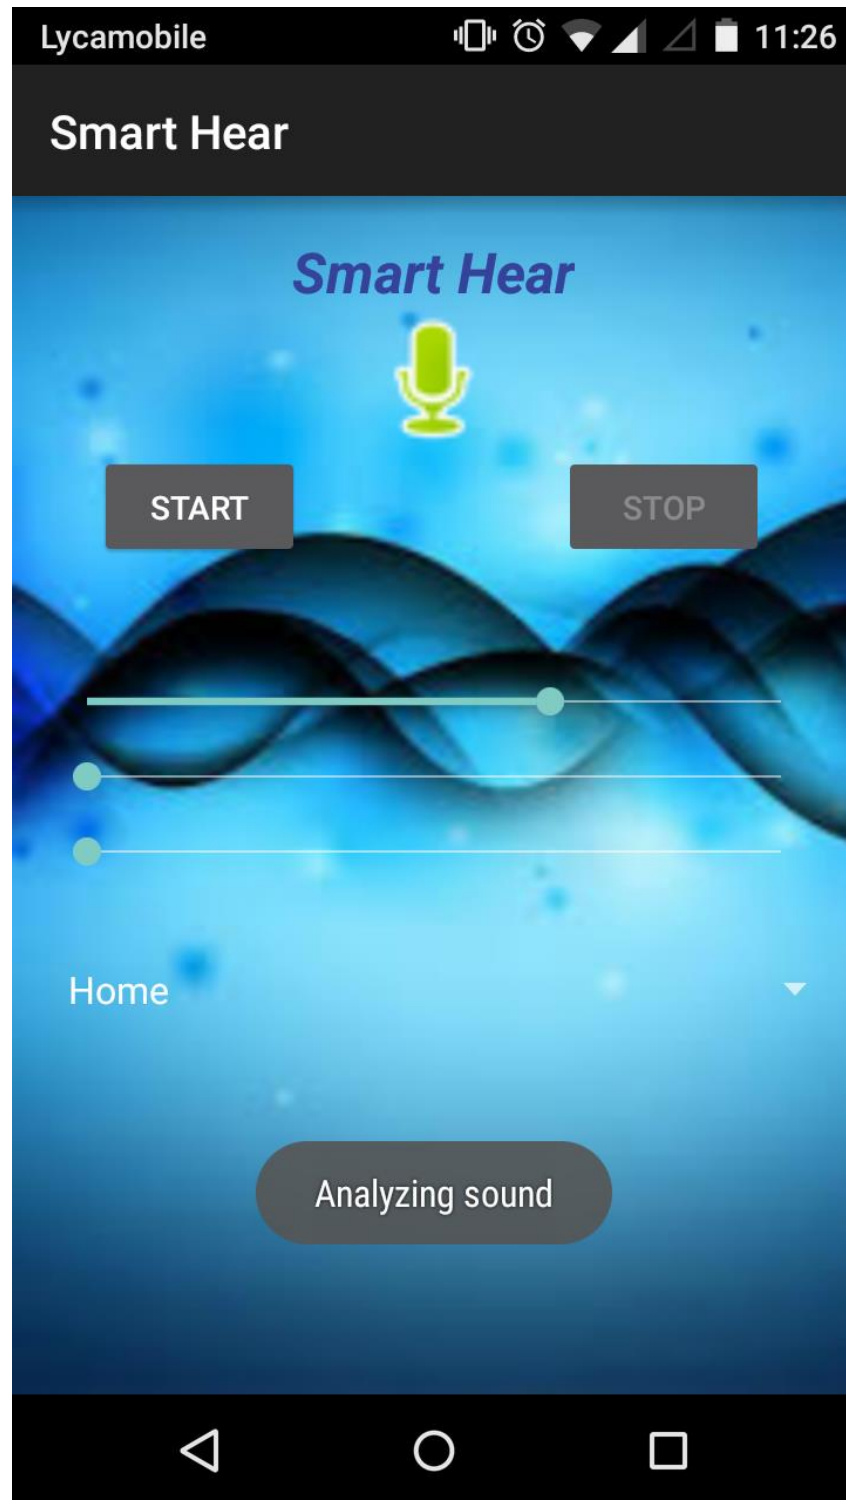 Lycamobile 11:26
Smart Hear
Smart Hear
START STOP
Home
Analyzing sound